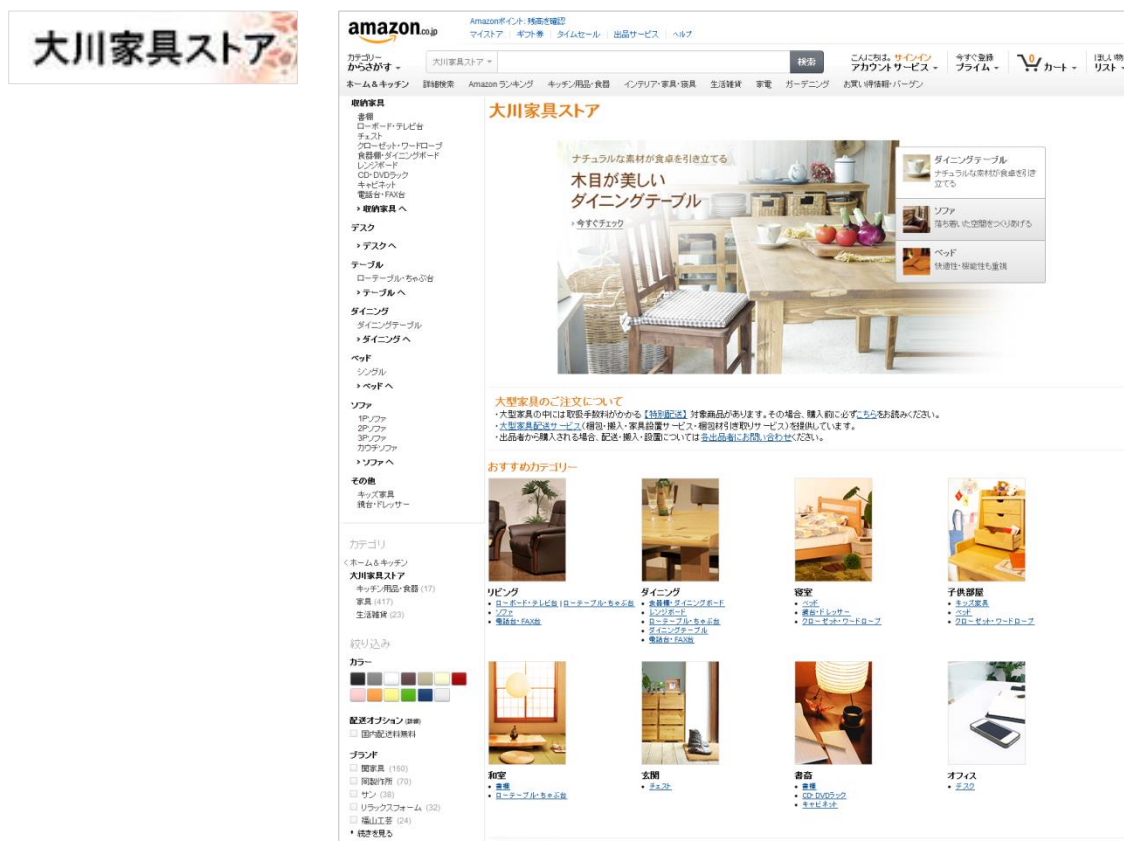 大川家具ストア
amazon.co.jp
Amazonポイント:残高を確認
マイストア ギフト券 タイムセール 出品サービス ヘルプ
カテゴリー
からさがす
大川家具ストア
検索
こんにちは。サインイン
アカウントサービス
今すぐ登録
プライム
0
カート
ほしい物
リスト
ホーム&キッチン 詳細検索 Amazon ランキング キッチン用品・食器 インテリア・家具・寝具 生活雑貨 家電 ガーデニング お買い得情報・バーゲン
収納家具
書棚
ローボード・テレビ台
チェスト
クローゼット・ワードローブ
食器棚・ダイニングボード
レンジボード
CD・DVDラック
キャビネット
電話台・FAX台
› 収納家具 へ
デスク
› デスクへ
テーブル
ローテーブル・ちゃぶ台
› テーブル へ
ダイニング
ダイニングテーブル
› ダイニング へ
ベッド
シングル
› ベッド へ
ソファ
1Pソファ
2Pソファ
3Pソファ
カウチソファ
› ソファ へ
その他
キッズ家具
鏡台・ドレッサー
カテゴリ
‹ ホーム&キッチン
大川家具ストア
キッチン用品・食器 (17)
家具 (417)
生活雑貨 (23)
絞り込み
カラー
配送オプション (詳細)
国内配送料無料
ブランド
関家具 (160)
岡製作所 (70)
サン (38)
リラックスフォーム (32)
福山工芸 (24)
続きを見る
大川家具ストア
ナチュラルな素材が食卓を引き立てる
木目が美しい
ダイニングテーブル
› 今すぐチェック
ダイニングテーブル
ナチュラルな素材が食卓を引き
立てる
ソファ
落ち着いた空間をつくりあげる
ベッド
快適性・機能性も重視
大型家具のご注文について
・大型家具の中には取扱手数料がかかる【特別配送】対象商品があります。その場合、購入前に必ずこちらをお読みください。
・大型家具配送サービス(梱包・搬入・家具設置サービス・梱包材引き取りサービス)を提供しています。
・出品者から購入される場合、配送・搬入・設置については各出品者にお問い合わせください。
おすすめカテゴリー
リビング
• ローボード・テレビ台 | ローテーブル・ちゃぶ台
• ソファ
• 電話台・FAX台
ダイニング
• 食器棚・ダイニングボード
• レンジボード
• ローテーブル・ちゃぶ台
• ダイニングテーブル
• 電話台・FAX台
寝室
• ベッド
• 鏡台・ドレッサー
• クローゼット・ワードローブ
子供部屋
• キッズ家具
• ベッド
• クローゼット・ワードローブ
和室
• 書棚
• ローテーブル・ちゃぶ台
玄関
• チェスト
書斎
• 書棚
• CD・DVDラック
• キャビネット
オフィス
• デスク